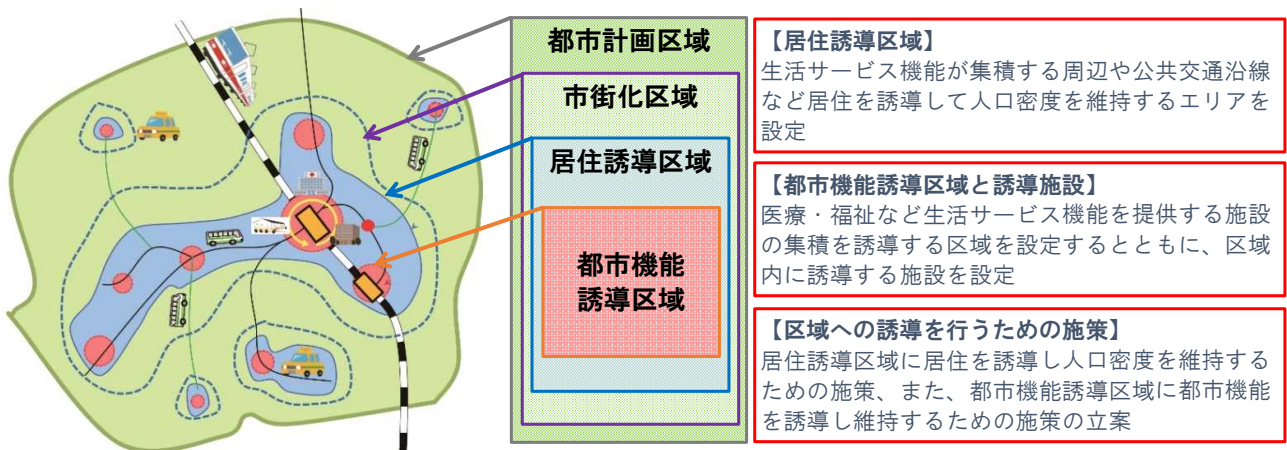 都市計画区域
市街化区域
居住誘導区域
都市機能
誘導区域
【居住誘導区域】
生活サービス機能が集積する周辺や公共交通沿線
など居住を誘導して人口密度を維持するエリアを
設定
【都市機能誘導区域と誘導施設】
医療・福祉など生活サービス機能を提供する施設
の集積を誘導する区域を設定するとともに、区域
内に誘導する施設を設定
【区域への誘導を行うための施策】
居住誘導区域に居住を誘導し人口密度を維持する
ための施策、また、都市機能誘導区域に都市機能
を誘導し維持するための施策の立案